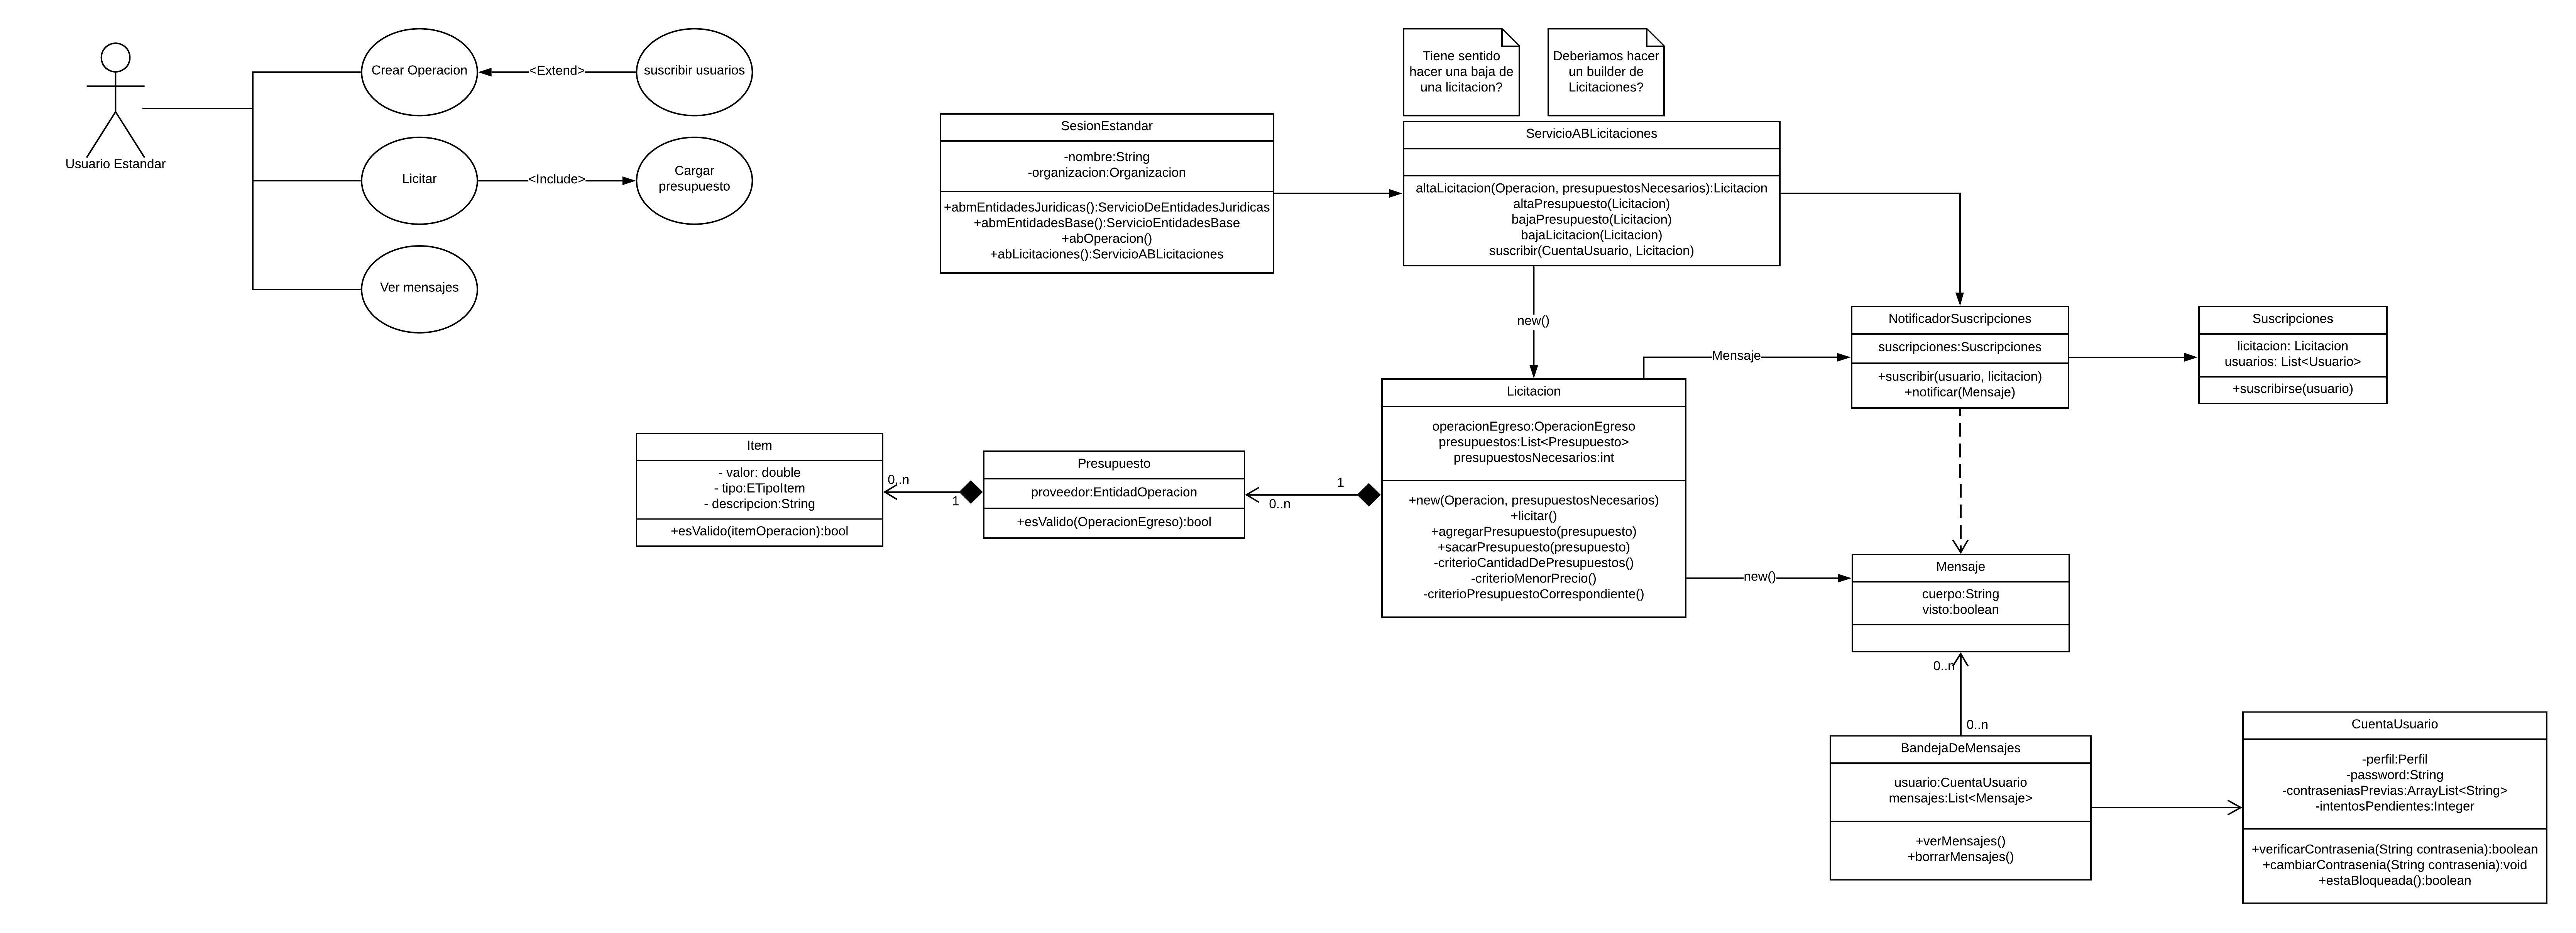 Usuario Estandar
Crear Operacion
<Extend>
suscribir usuarios
Licitar
<Include>
Cargar
presupuesto
Ver mensajes
Tiene sentido
hacer una baja de
una licitacion?
Deberiamos hacer
un builder de
Licitaciones?
SesionEstandar
-nombre:String
-organizacion:Organizacion
+abmEntidadesJuridicas():ServicioDeEntidadesJuridicas
+abmEntidadesBase():ServicioEntidadesBase
+abOperacion()
+abLicitaciones():ServicioABLicitaciones
ServicioABLicitaciones
altaLicitacion(Operacion, presupuestosNecesarios):Licitacion
altaPresupuesto(Licitacion)
bajaPresupuesto(Licitacion)
bajaLicitacion(Licitacion)
suscribir(CuentaUsuario, Licitacion)
new()
Mensaje
NotificadorSuscripciones
suscripciones:Suscripciones
+suscribir(usuario, licitacion)
+notificar(Mensaje)
Suscripciones
licitacion: Licitacion
usuarios: List<Usuario>
+suscribirse(usuario)
Item
- valor: double
- tipo:ETipoItem
- descripcion:String
+esValido(itemOperacion):bool
0..n
1
Presupuesto
proveedor:EntidadOperacion
+esValido(OperacionEgreso):bool
0..n
1
Licitacion
operacionEgreso:OperacionEgreso
presupuestos:List<Presupuesto>
presupuestosNecesarios:int
+new(Operacion, presupuestosNecesarios)
+licitar()
+agregarPresupuesto(presupuesto)
+sacarPresupuesto(presupuesto)
-criterioCantidadDePresupuestos()
-criterioMenorPrecio()
-criterioPresupuestoCorrespondiente()
new()
Mensaje
cuerpo:String
visto:boolean
0..n
0..n
BandejaDeMensajes
usuario:CuentaUsuario
mensajes:List<Mensaje>
+verMensajes()
+borrarMensajes()
CuentaUsuario
-perfil:Perfil
-password:String
-contraseniasPrevias:ArrayList<String>
-intentosPendientes:Integer
+verificarContrasenia(String contrasenia):boolean
+cambiarContrasenia(String contrasenia):void
+estaBloqueada():boolean